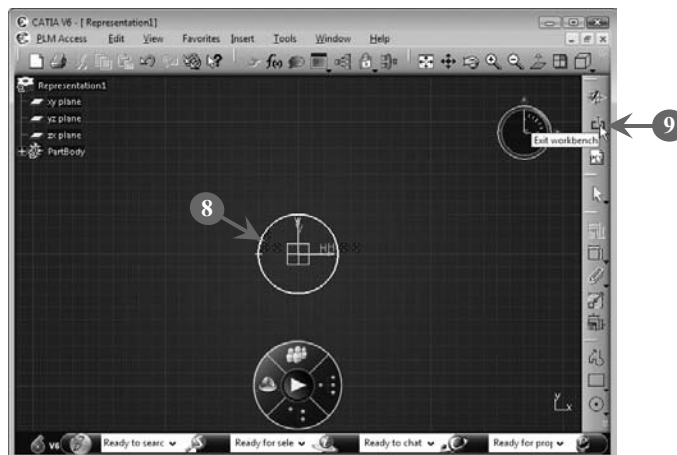 CATIA V6 - [ Representation1]
PLM Access Edit View Favorites Insert Tools Window Help
Representation1
xy plane
yz plane
zx plane
PartBody
9
Exit workbench
8
H
y
x
V6 Ready to searc Ready for sele Ready to chat Ready for prop